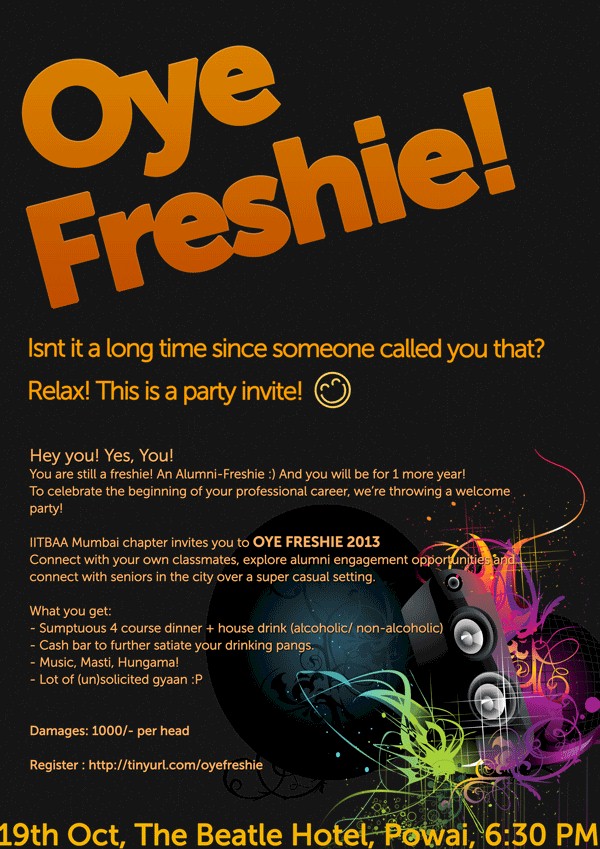 Oye
Freshie!
Isnt it a long time since someone called you that?
Relax! This is a party invite!
Hey you! Yes, You!
You are still a freshie! An Alumni-Freshie :) And you will be for 1 more year!
To celebrate the beginning of your professional career, we're throwing a welcome
party!
IITBAA Mumbai chapter invites you to OYE FRESHIE 2013
Connect with your own classmates, explore alumni engagement opportunities and
connect with seniors in the city over a super casual setting.
What you get:
- Sumptuous 4 course dinner + house drink (alcoholic/ non-alcoholic)
- Cash bar to further satiate your drinking pangs.
- Music, Masti, Hungama!
- Lot of (un)solicited gyaan :P
Damages: 1000/- per head
Register : http://tinyurl.com/oyefreshie
19th Oct, The Beatle Hotel, Powai, 6:30 PM